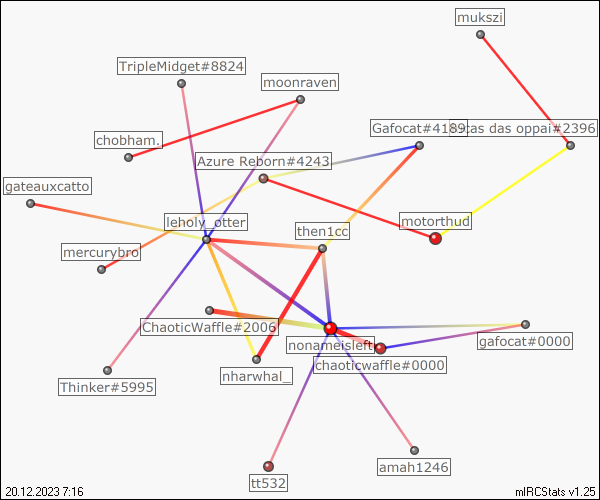 mukszi
TripleMidget#8824
moonraven
Gafocat#4189
cas das oppai#2396
chobham.
Azure Reborn#4243
gateauxcatto
leholy_otter
motorthud
then1cc
mercurybro
ChaoticWaffle#2006
nonameisleft
gafocat#0000
chaoticwaffle#0000
nharwhal_
Thinker#5995
amah1246
tt532
20.12.2023 7:16
mIRCStats v1.25